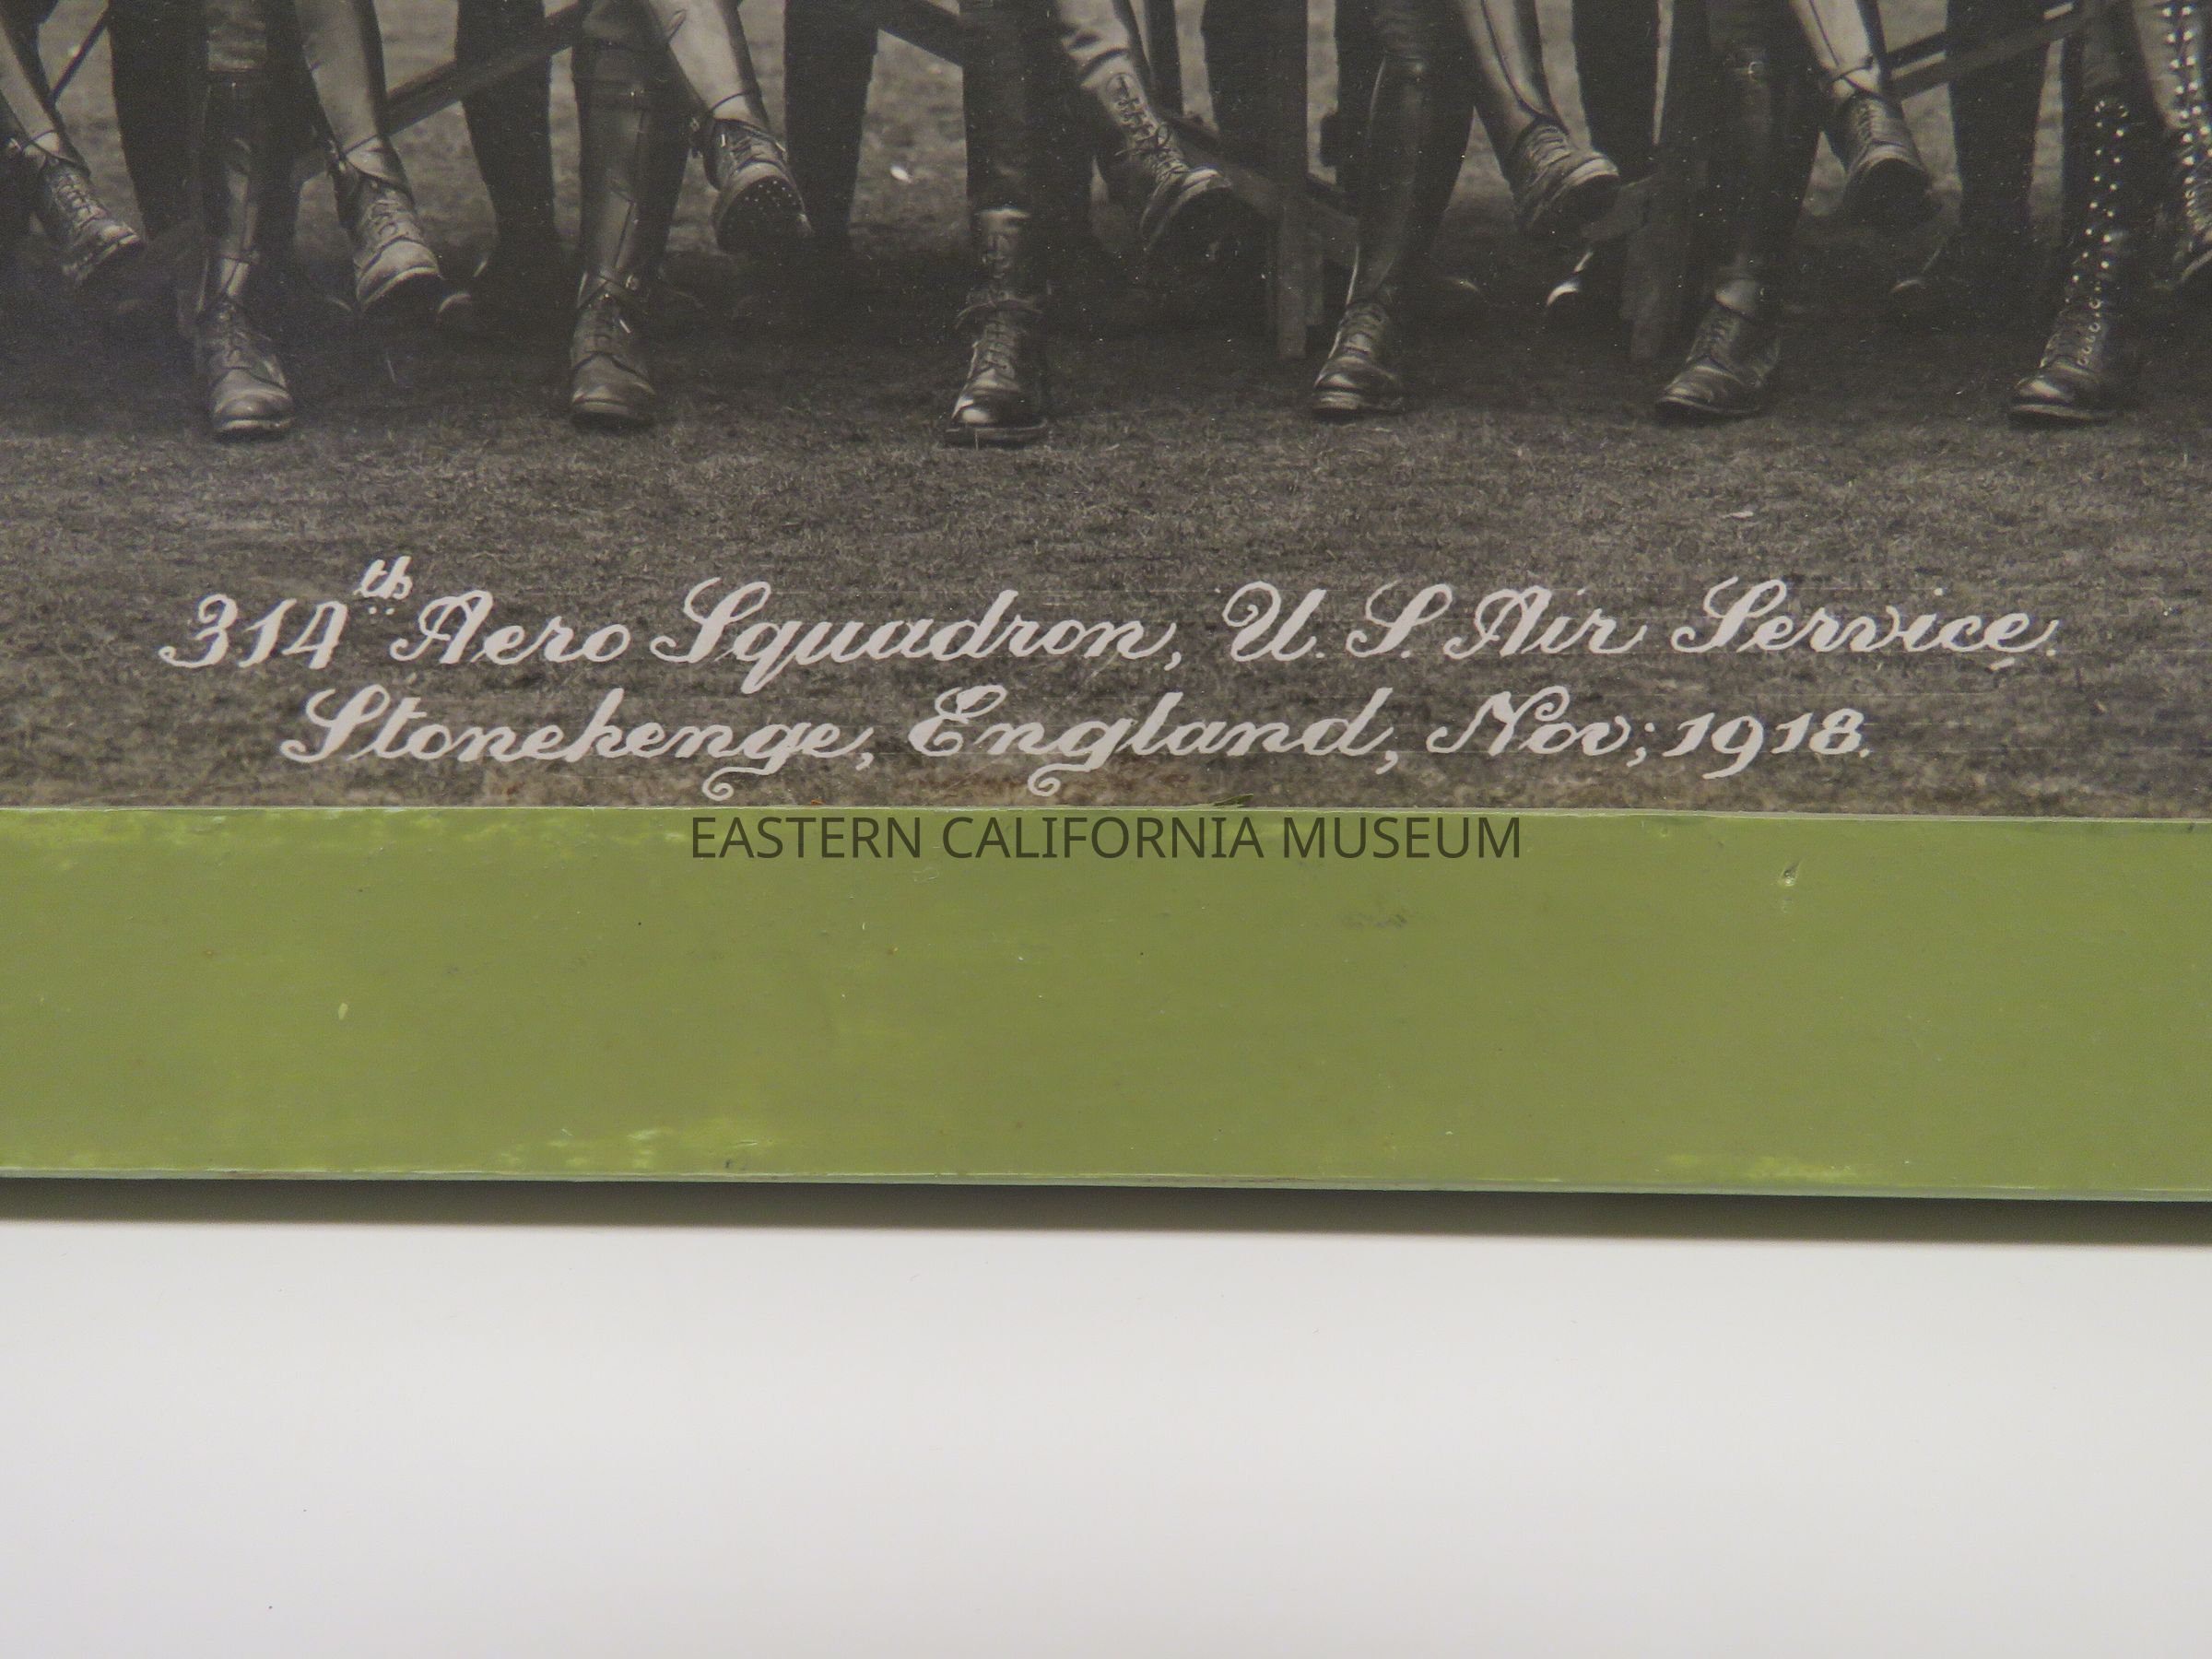 314th Aero Squadron, U.S. Air Service.
Stonehenge, England, Nov; 1918.
EASTERN CALIFORNIA MUSEUM